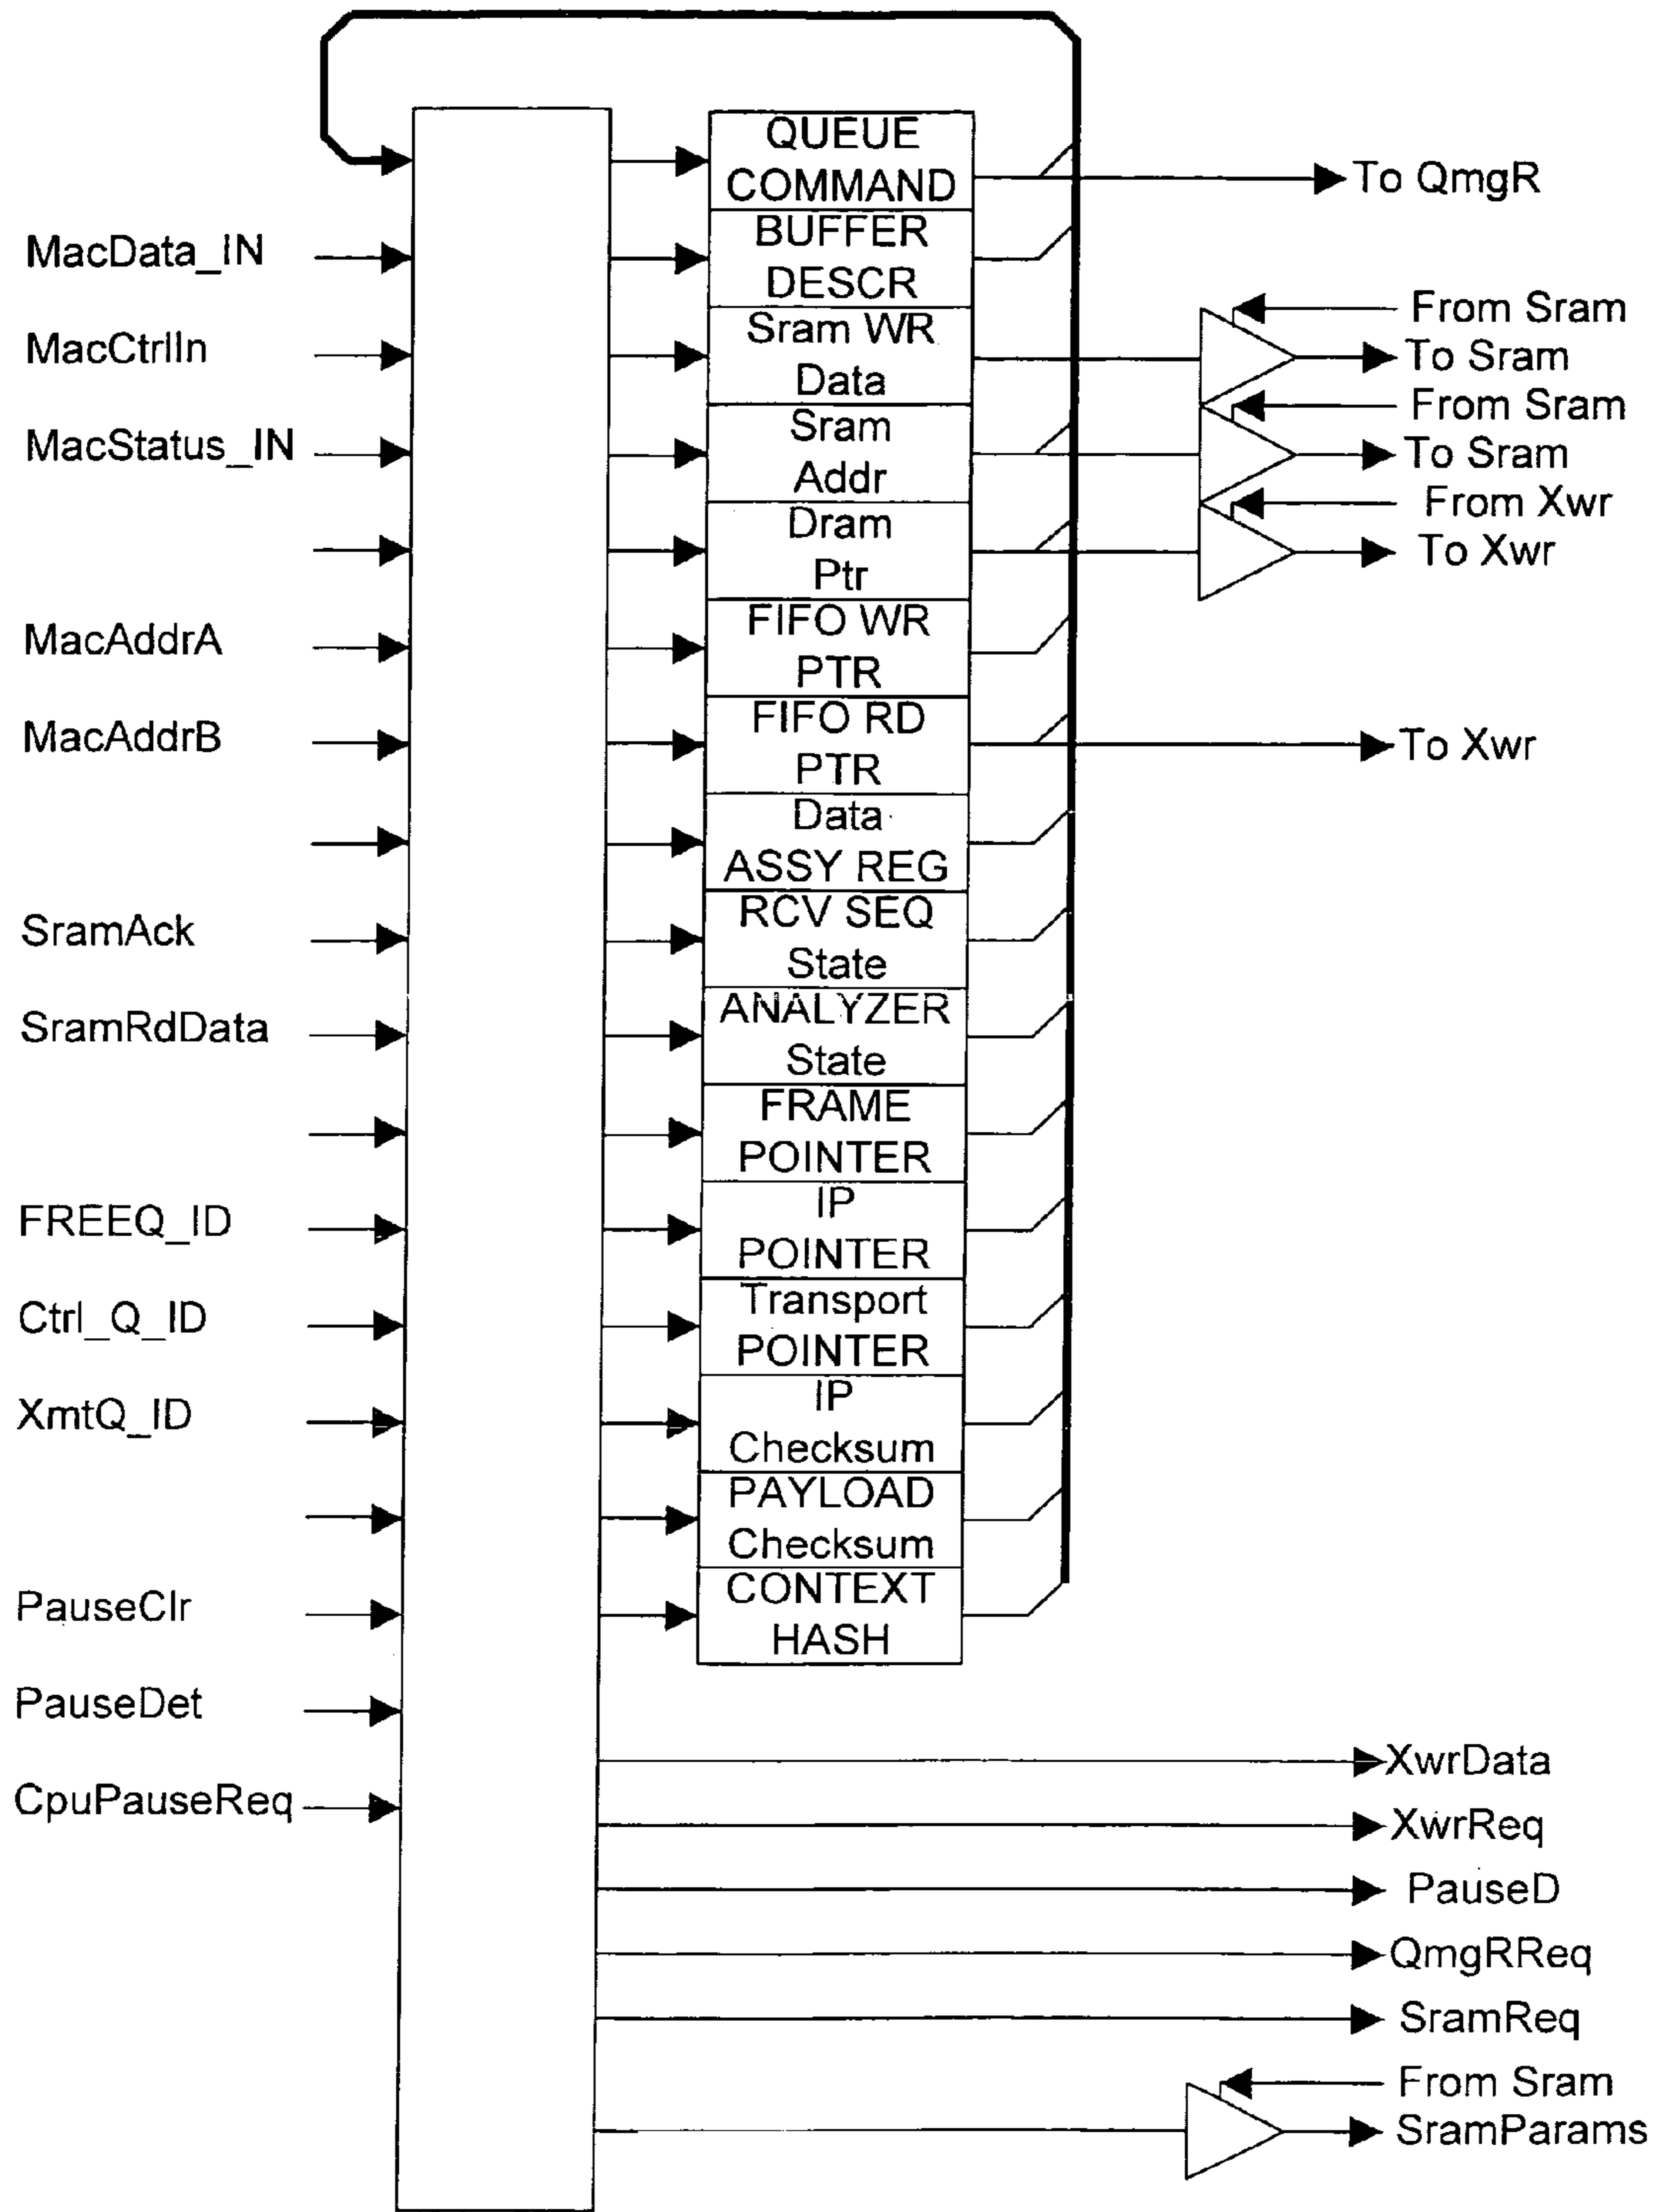 MacData_IN
MacCtrlIn
MacStatus_IN
MacAddrA
MacAddrB
SramAck
SramRdData
FREEQ_ID
Ctrl_Q_ID
XmtQ_ID
PauseClr
PauseDet
CpuPauseReq
QUEUE
COMMAND
BUFFER
DESCR
Sram WR
Data
Sram
Addr
Dram
Ptr
FIFO WR
PTR
FIFO RD
PTR
Data
ASSY REG
RCV SEQ
State
ANALYZER
State
FRAME
POINTER
IP
POINTER
Transport
POINTER
IP
Checksum
PAYLOAD
Checksum
CONTEXT
HASH
To QmgR
From Sram
To Sram
From Sram
To Sram
From Xwr
To Xwr
To Xwr
XwrData
XwrReq
PauseD
QmgRReq
SramReq
From Sram
SramParams